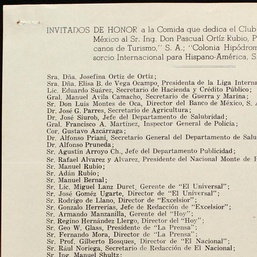 INVITADOS DE HONOR a la Comida que dedica el Club
México al Sr. Ing. Don Pascual Ortiz Rubio, P
canos de Turismo," S. A.; "Colonia Hipódrom
sorcio Internacional para Hispano-América, S
Sra. Dña. Josefina Ortiz de Ortiz;
Sra. Dña. Elisa B. de Vega Ocampo, Presidenta de la Liga Interna
Lic. Eduardo Suárez, Secretario de Hacienda y Crédito Público;
Gral. Manuel Avila Camacho, Secretario de Guerra y Marina;
Sr. Don Luis Montes de Oca, Director del Banco de México, S. A
Dr. José G. Parres, Secretario de Agricultura;
Dr. José Siurob, Jefe del Departamento de Salubridad;
Gral. Francisco A. Martínez, Inspector General de Policía;
Cor. Gustavo Azcárraga;
Dr. Alfonso Priani, Secretario General del Departamento de Salu
Dr. Alfonso Pruneda;
Sr. Agustín Arroyo Ch., Jefe del Departamento Publicidad;
Sr. Rafael Alvarez y Alvarez, Presidente del Nacional Monte de P
Sr. Manuel Rubio;
Sr. Adán Rubio;
Sr. Manuel Bernal;
Sr. Lic. Miguel Lanz Duret, Gerente de "El Universal";
Sr. José Gómez Ugarte, Director de "El Universal";
Sr. Rodrigo de Llano, Director de "Excelsior";
Sr. Gonzalo Herrerías, Jefe de Redacción de "Excelsior";
Sr. Armando Manzanilla, Gerente del "Hoy";
Sr. Regino Hernández Llergo, Director del "Hoy";
Sr. Geo W. Glass, Presidente de "La Prensa";
Sr. Fernando Mora, Director de "La Prensa";
Sr. Prof. Gilberto Bosques, Director de "El Nacional";
Sr. Raúl Noriega, Secretario de Redacción de "El Nacional";
Sr. Ing. Manuel Shultz;